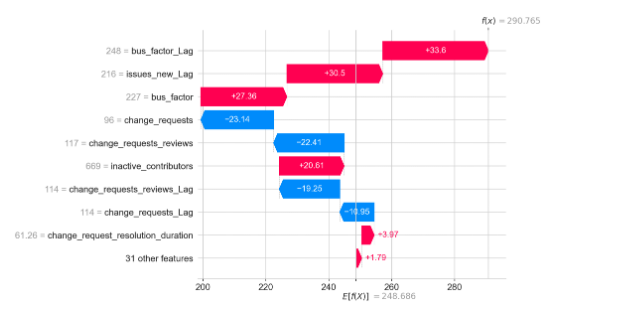 f(x) = 290.765
248 = bus_factor_Lag +33.6
216 = issues_new_Lag +30.5
227 = bus_factor +27.36
96 = change_requests −23.14
117 = change_requests_reviews −22.41
669 = inactive_contributors +20.61
114 = change_requests_reviews_Lag −19.25
114 = change_requests_Lag −10.95
61.26 = change_request_resolution_duration +3.97
31 other features +1.79
200 220 240 260 280
E[f(X)] = 248.686